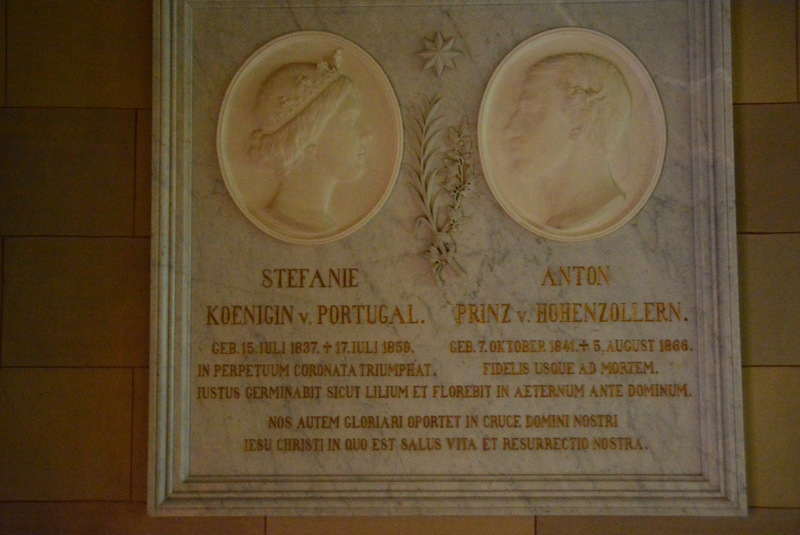 STEFANIE
KOENIGIN v. PORTUGAL.
GEB. 15. IULI 1837. ✝ 17. IULI 1859.
IN PERPETUUM CORONATA TRIUMPHAT.
ANTON
PRINZ v. HOHENZOLLERN.
GEB. 7. OKTOBER 1841. ✝ 5. AUGUST 1866.
FIDELIS USQUE AD MORTEM.
IUSTUS GERMINABIT SICUT LILIUM ET FLOREBIT IN AETERNUM ANTE DOMINUM.
NOS AUTEM GLORIARI OPORTET IN CRUCE DOMINI NOSTRI
IESU CHRISTI IN QUO EST SALUS VITA ET RESURRECTIO NOSTRA.